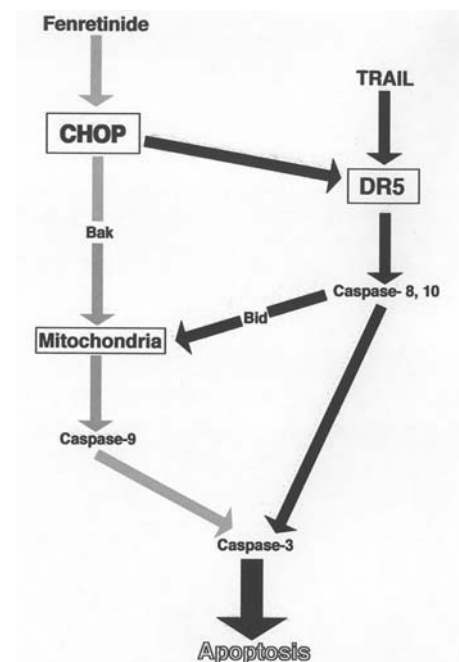 Fenretinide
TRAIL
CHOP
DR5
Bak
Caspase- 8, 10
Bid
Mitochondria
Caspase-9
Caspase-3
Apoptosis